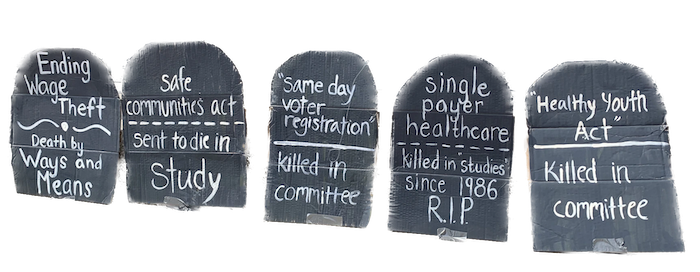 Ending
Wage
Theft
Death by
Ways and
Means
Safe
communities act
sent to die in
Study
"Same day
voter
registration"
killed in
committee
single
payer
healthcare
killed in 'studies'
since 1986
R.I.P
"Healthy Youth
Act"
Killed in
committee